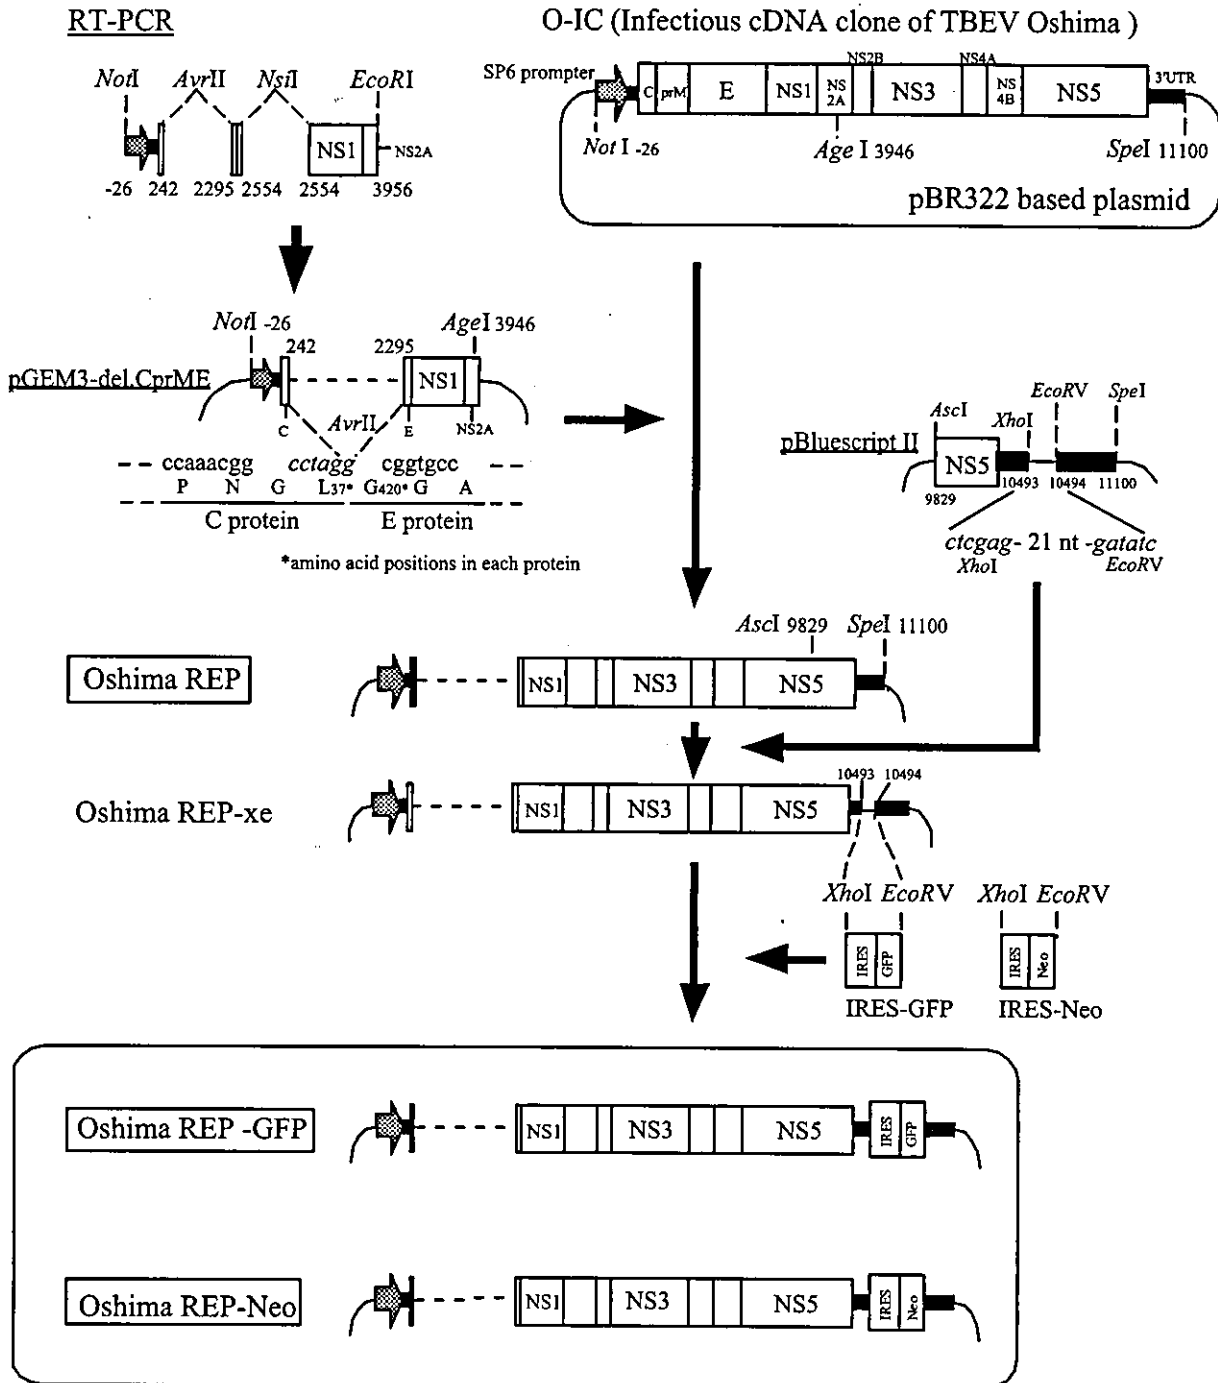 RT-PCR
O-IC (Infectious cDNA clone of TBEV Oshima )
NotI AvrII NsiI EcoRI
NS1
NS2A
-26 242 2295 2554 2554 3956
SP6 prompter
NS2B NS4A
C prM E NS1 NS 2A NS3 NS 4B NS5 3'UTR
Not I -26
Age I 3946
SpeI 11100
pBR322 based plasmid
NotI -26
AgeI 3946
242 2295
pGEM3-del.CprME
NS1
C AvrII E NS2A
ccaaacgg cctagg cggtgcc
P N G L37* G420* G A
C protein E protein
*amino acid positions in each protein
EcoRV SpeI
AscI XhoI
pBluescript II
NS5
9829 10493 10494 11100
ctcgag- 21 nt -gatatc
XhoI EcoRV
AscI 9829 SpeI 11100
Oshima REP
NS1 NS3 NS5
10493 10494
Oshima REP-xe
NS1 NS3 NS5
XhoI EcoRV XhoI EcoRV
IRES GFP IRES Neo
IRES-GFP IRES-Neo
Oshima REP -GFP
NS1 NS3 NS5 IRES GFP
Oshima REP-Neo
NS1 NS3 NS5 IRES Neo